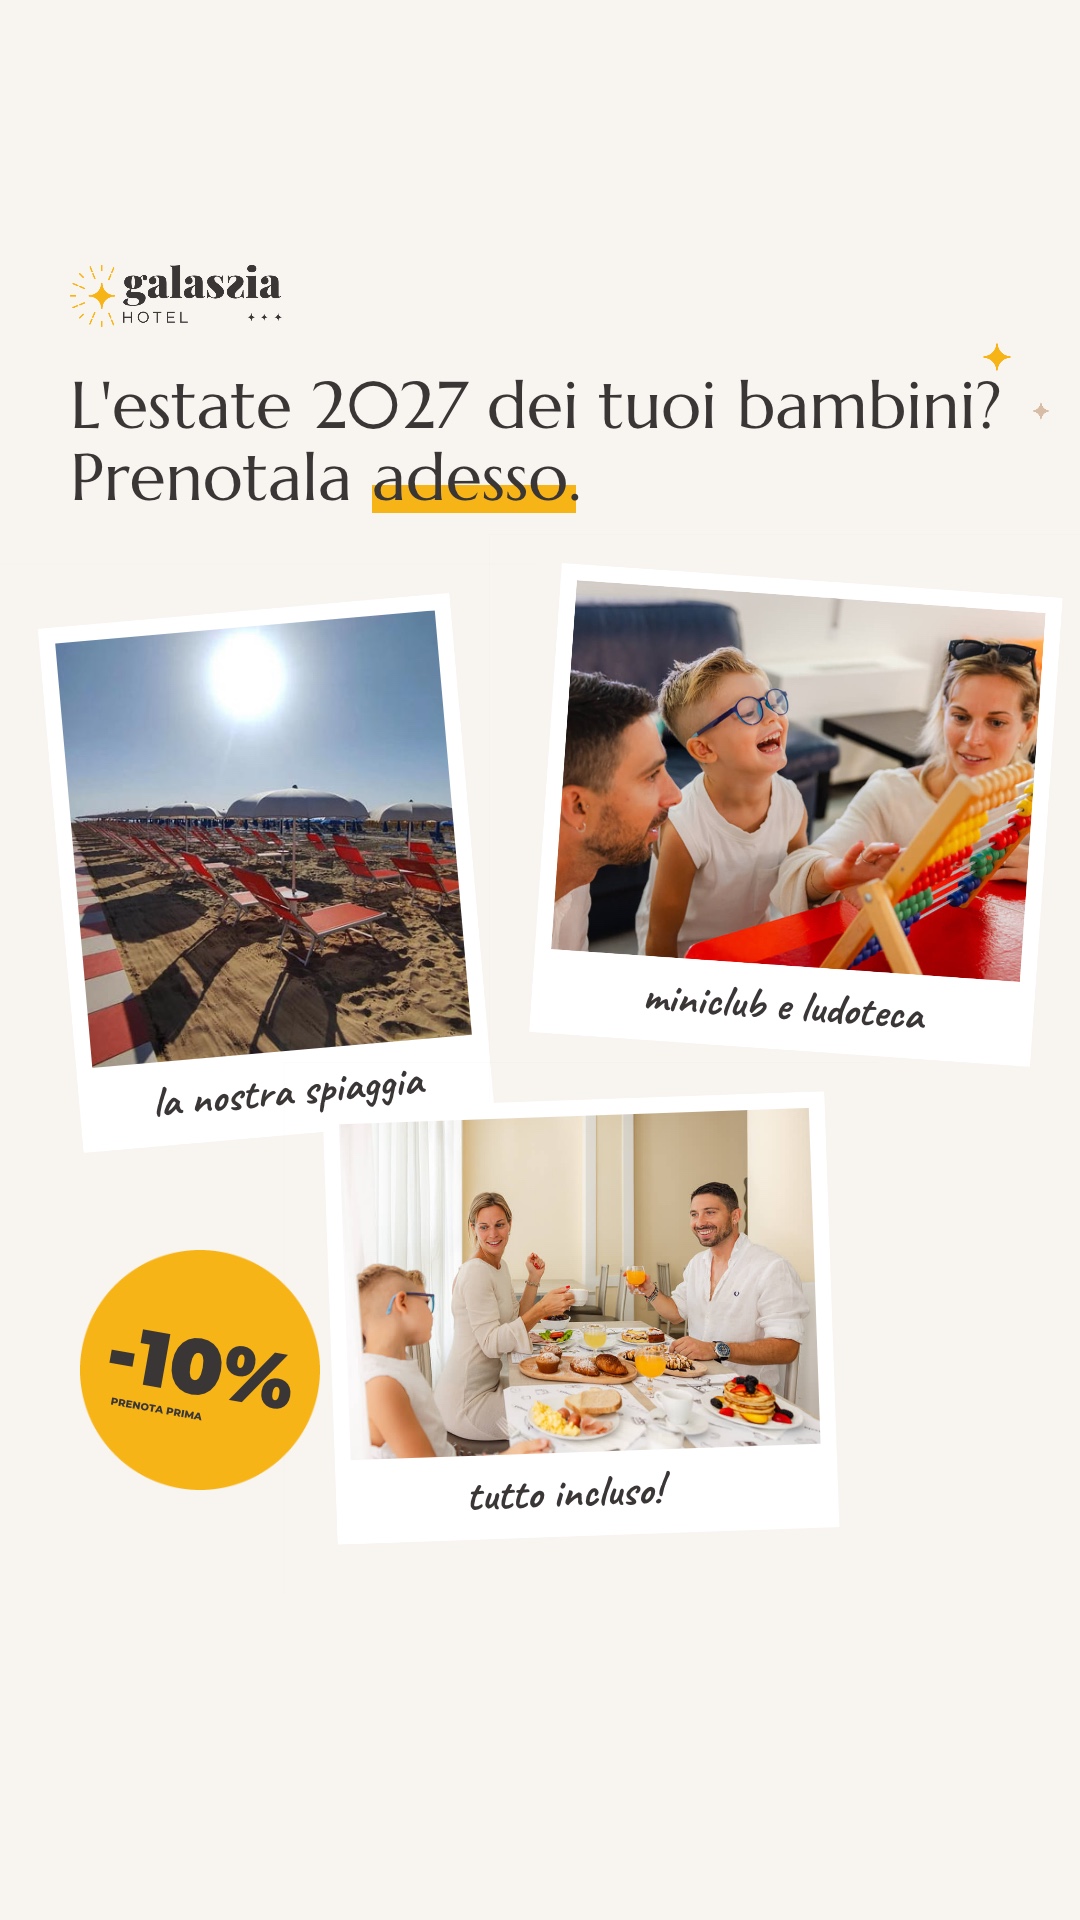 galassia
HOTEL
L'estate 2027 dei tuoi bambini?
Prenotala adesso.
la nostra spiaggia
miniclub e ludoteca
-10%
PRENOTA PRIMA
tutto incluso!